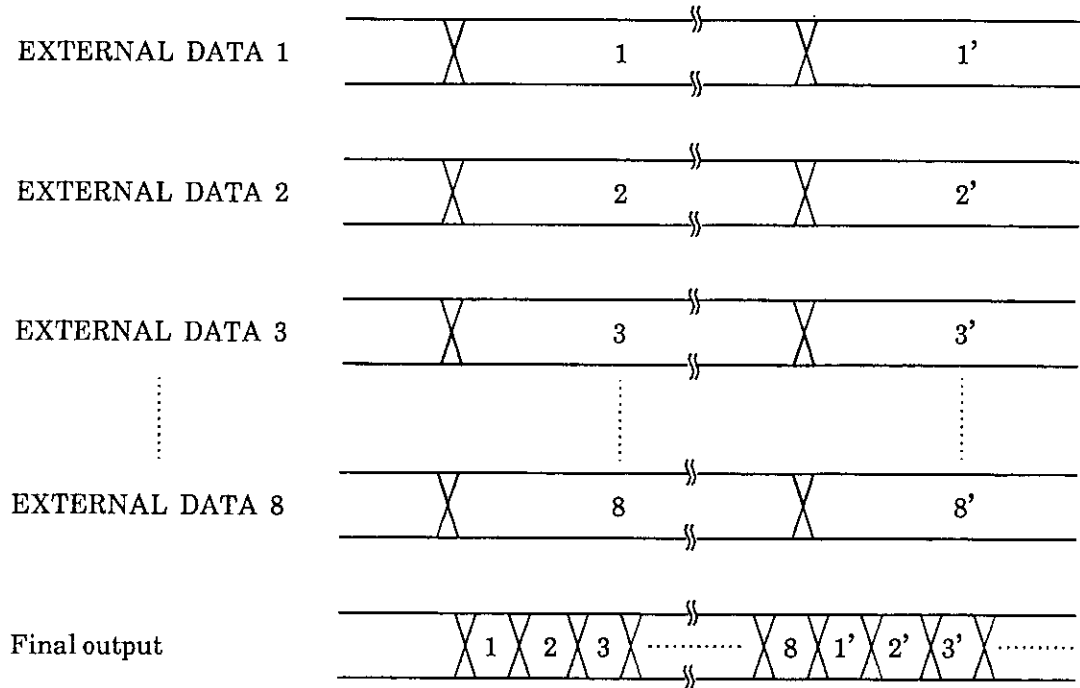 EXTERNAL DATA 1 1 1'
EXTERNAL DATA 2 2 2'
EXTERNAL DATA 3 3 3'
EXTERNAL DATA 8 8 8'
Final output 1 2 3 8 1' 2' 3'